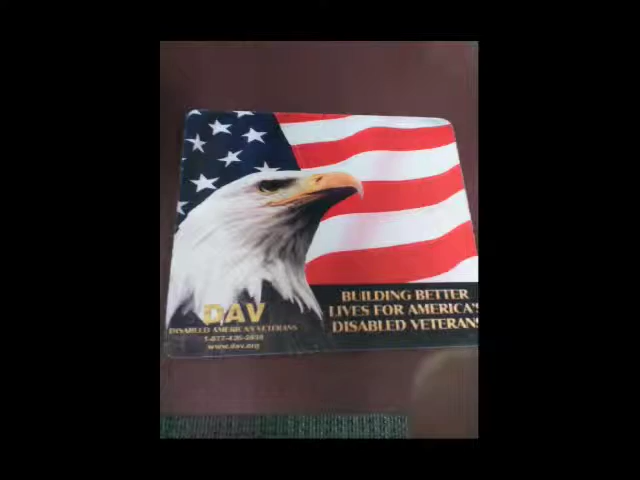 DAV
DISABLED AMERICAN VETERANS
www.dav.org
BUILDING BETTER
LIVES FOR AMERICA'S
DISABLED VETERANS